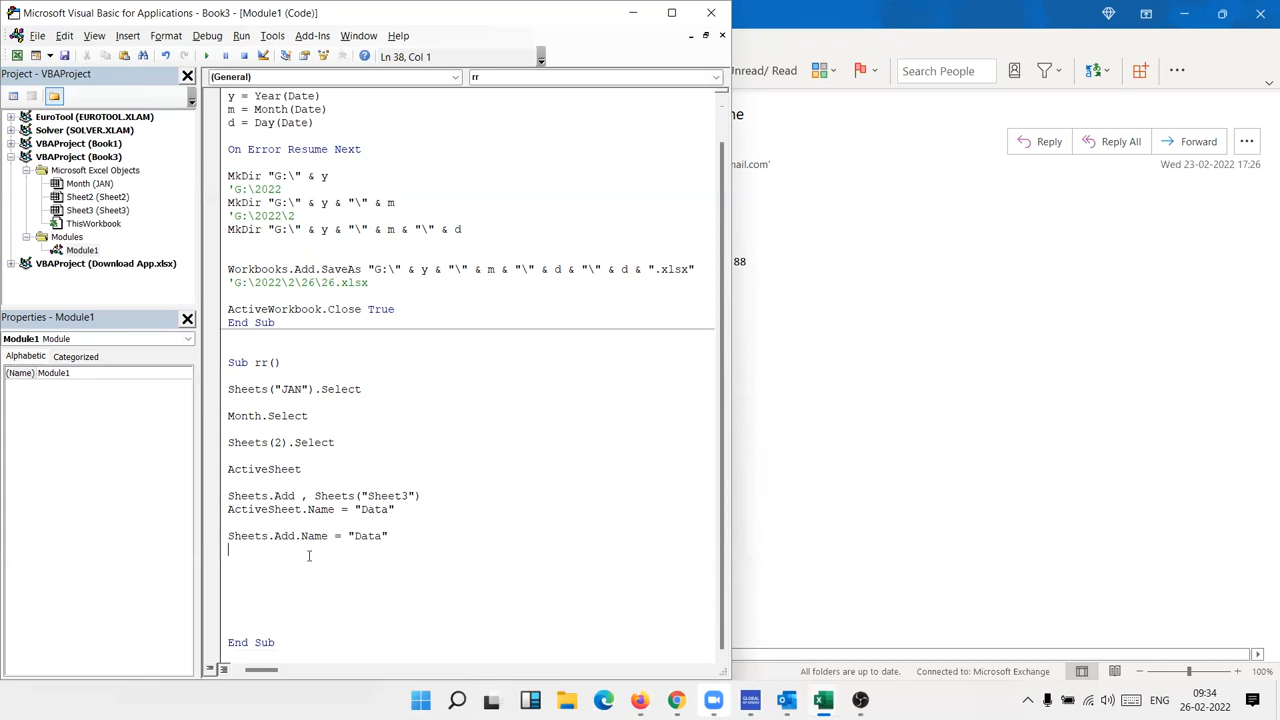 Microsoft Visual Basic for Applications - Book3 - [Module1 (Code)]
File Edit View Insert Format Debug Run Tools Add-Ins Window Help
Ln 38, Col 1
Project - VBAProject
(General)
rr
EuroTool (EUROTOOL.XLAM)
Solver (SOLVER.XLAM)
VBAProject (Book1)
VBAProject (Book3)
Microsoft Excel Objects
Month (JAN)
Sheet2 (Sheet2)
Sheet3 (Sheet3)
ThisWorkbook
Modules
Module1
VBAProject (Download App.xlsx)
Properties - Module1
Module1 Module
Alphabetic Categorized
(Name) Module1
y = Year(Date)
m = Month(Date)
d = Day(Date)
On Error Resume Next
MkDir "G:\" & y
'G:\2022
MkDir "G:\" & y & "\" & m
'G:\2022\2
MkDir "G:\" & y & "\" & m & "\" & d
Workbooks.Add.SaveAs "G:\" & y & "\" & m & "\" & d & "\" & d & ".xlsx"
'G:\2022\2\26\26.xlsx
ActiveWorkbook.Close True
End Sub
Sub rr()
Sheets("JAN").Select
Month.Select
Sheets(2).Select
ActiveSheet
Sheets.Add , Sheets("Sheet3")
ActiveSheet.Name = "Data"
Sheets.Add.Name = "Data"
End Sub
Unread/ Read
Search People
ne
Reply Reply All Forward
mail.com'
Wed 23-02-2022 17:26
88
All folders are up to date. Connected to: Microsoft Exchange 100%
ENG
09:34
26-02-2022